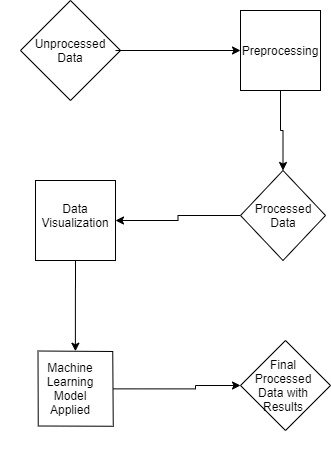 Unprocessed
Data
Preprocessing
Processed
Data
Data
Visualization
Machine
Learning
Model
Applied
Final
Processed
Data with
Results